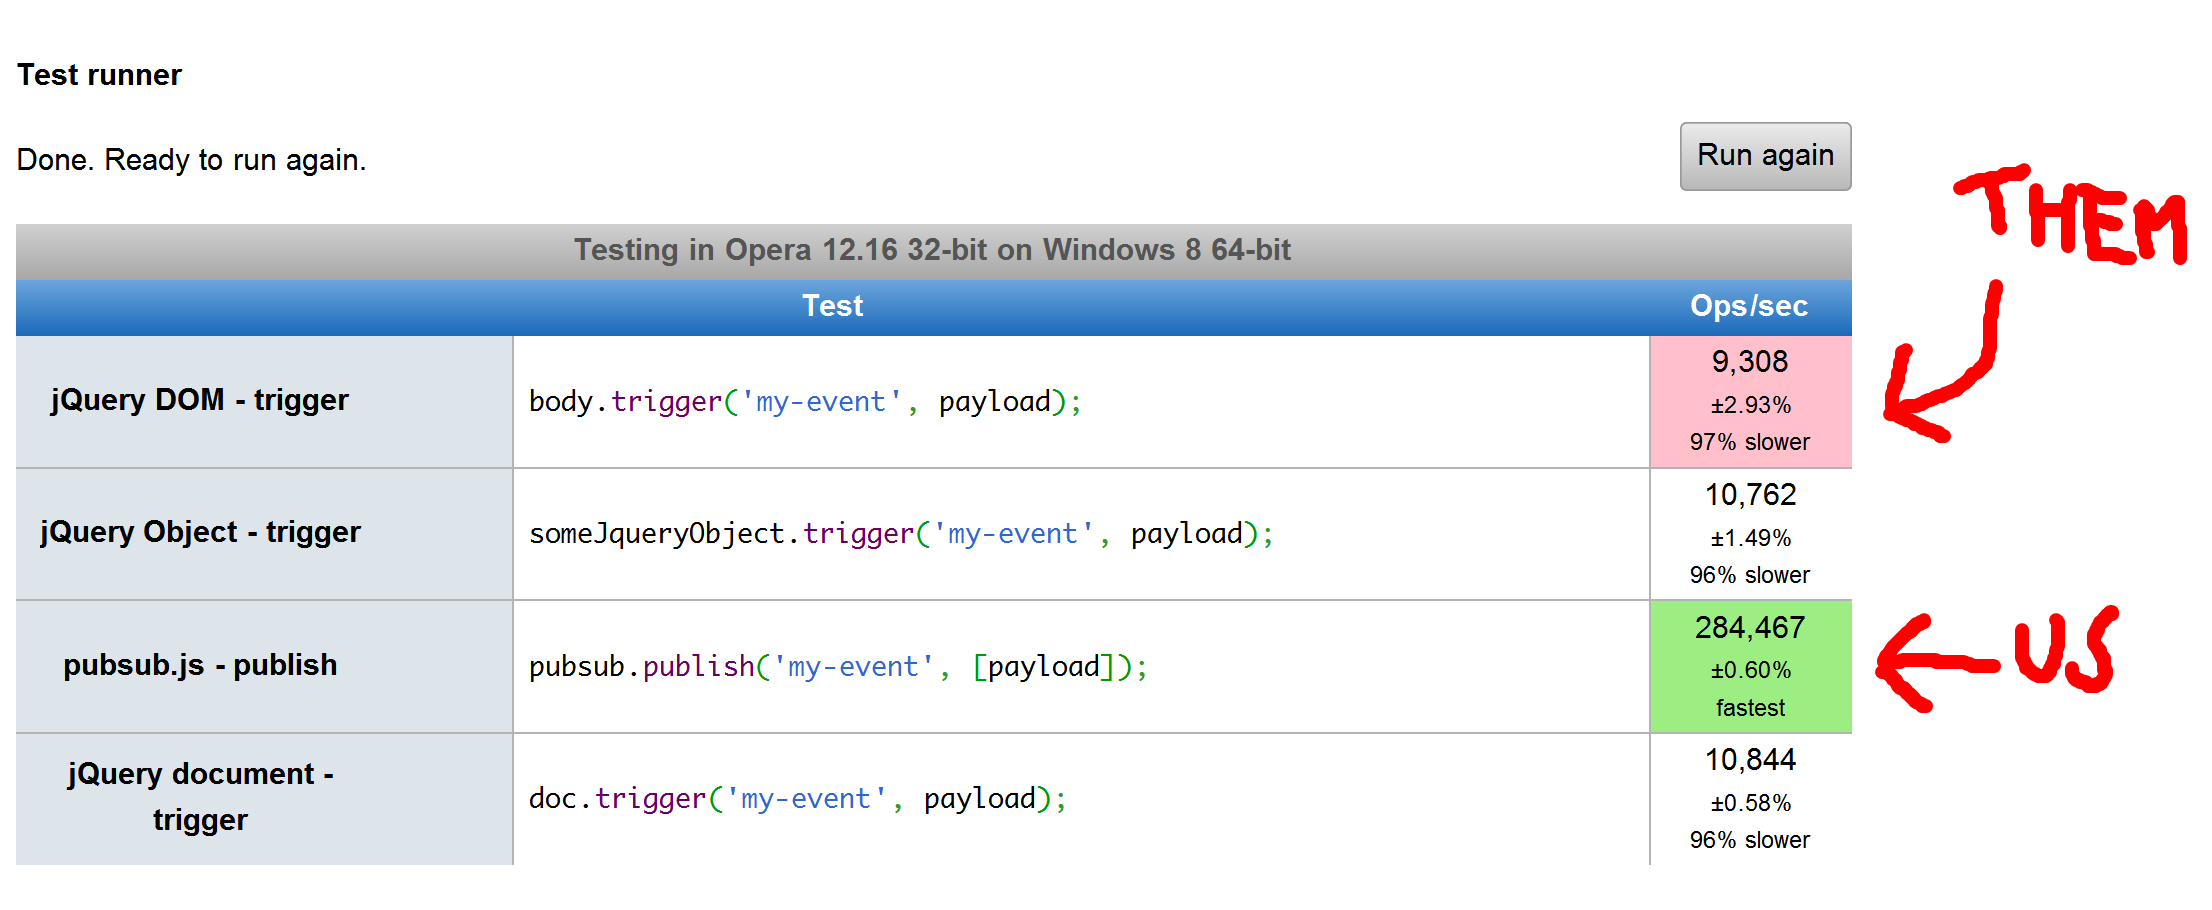 Test runner
Done. Ready to run again.
Run again
THEM
Testing in Opera 12.16 32-bit on Windows 8 64-bit
Test Ops/sec
jQuery DOM - trigger
body.trigger('my-event', payload);
9,308
±2.93%
97% slower
jQuery Object - trigger
someJqueryObject.trigger('my-event', payload);
10,762
±1.49%
96% slower
pubsub.js - publish
pubsub.publish('my-event', [payload]);
284,467
±0.60%
fastest
US
jQuery document -
trigger
doc.trigger('my-event', payload);
10,844
±0.58%
96% slower